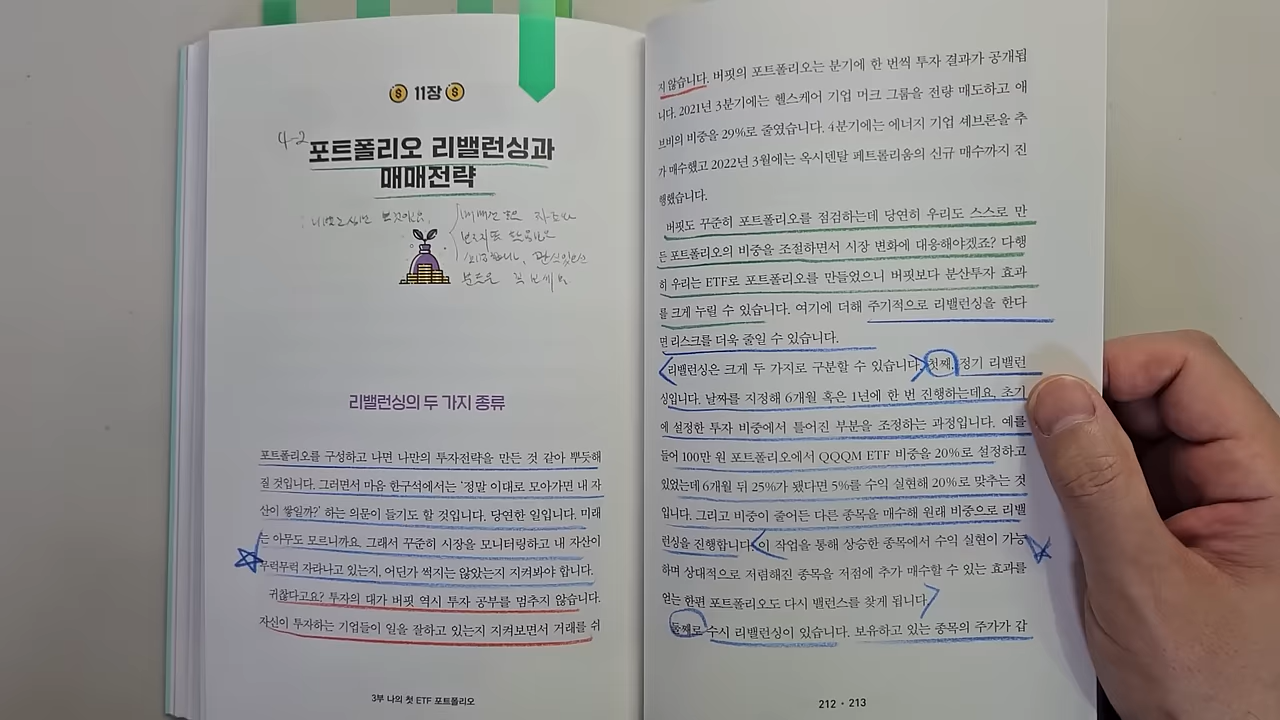 11장
4-2
포트폴리오 리밸런싱과
매매전략
리밸런싱의 두 가지 종류
포트폴리오를 구성하고 나면 나만의 투자전략을 만든 것 같아 뿌듯해
질 것입니다. 그러면서 마음 한구석에서는 '정말 이대로 모아가면 내 자
산이 쌓일까?' 하는 의문이 들기도 할 것입니다. 당연한 일입니다. 미래
는 아무도 모르니까요. 그래서 꾸준히 시장을 모니터링하고 내 자산이
무럭무럭 자라나고 있는지, 어딘가 썩지는 않았는지 지켜봐야 합니다.
귀찮다고요? 투자의 대가 버핏 역시 투자 공부를 멈추지 않습니다.
자신이 투자하는 기업들이 일을 잘하고 있는지 지켜보면서 거래를 쉬
3부 나의 첫 ETF 포트폴리오
지 않습니다. 버핏의 포트폴리오는 분기에 한 번씩 투자 결과가 공개됩
니다. 2021년 3분기에는 헬스케어 기업 머크 그룹을 전량 매도하고 애
브비의 비중을 29%로 줄였습니다. 4분기에는 에너지 기업 셰브론을 추
가 매수했고 2022년 3월에는 옥시덴탈 페트롤리움의 신규 매수까지 진
행했습니다.
버핏도 꾸준히 포트폴리오를 점검하는데 당연히 우리도 스스로 만
든 포트폴리오의 비중을 조절하면서 시장 변화에 대응해야겠죠? 다행
히 우리는 ETF로 포트폴리오를 만들었으니 버핏보다 분산투자 효과
를 크게 누릴 수 있습니다. 여기에 더해 주기적으로 리밸런싱을 한다
면 리스크를 더욱 줄일 수 있습니다.
리밸런싱은 크게 두 가지로 구분할 수 있습니다. 첫째, 정기 리밸런
싱입니다. 날짜를 지정해 6개월 혹은 1년에 한 번 진행하는데요, 초기
에 설정한 투자 비중에서 틀어진 부분을 조정하는 과정입니다. 예를
들어 100만 원 포트폴리오에서 QQQM ETF 비중을 20%로 설정하고
있었는데 6개월 뒤 25%가 됐다면 5%를 수익 실현해 20%로 맞추는 것
입니다. 그리고 비중이 줄어든 다른 종목을 매수해 원래 비중으로 리밸
런싱을 진행합니다. 이 작업을 통해 상승한 종목에서 수익 실현이 가능
하며 상대적으로 저렴해진 종목을 저점에 추가 매수할 수 있는 효과를
얻는 한편 포트폴리오도 다시 밸런스를 찾게 됩니다.
둘째로 수시 리밸런싱이 있습니다. 보유하고 있는 종목의 주가가 갑
212 · 213